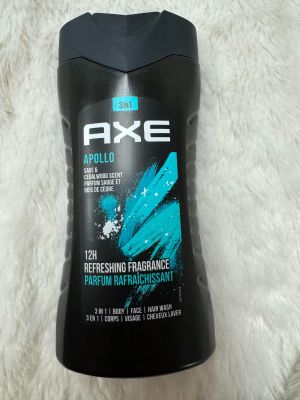 3IN1
AXE
APOLLO
SAGE &
CEDARWOOD SCENT
PARFUM SAUGE ET
BOIS DE CÈDRE
12H
REFRESHING FRAGRANCE
PARFUM RAFRAÎCHISSANT
3 IN 1 | BODY | FACE | HAIR WASH
3 EN 1 | CORPS | VISAGE | CHEVEUX LAVER